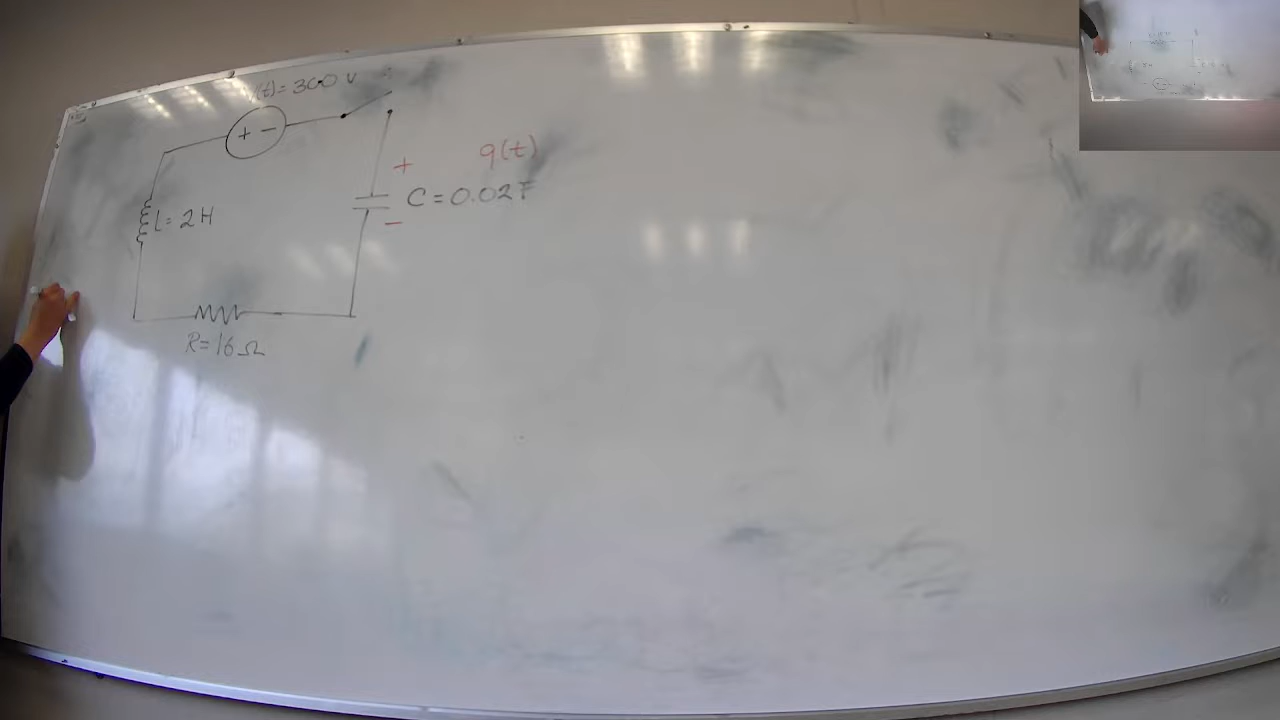 v(t) = 300 V
+ -
+ q(t)
C = 0.02 F
-
L = 2 H
R = 16 Ω